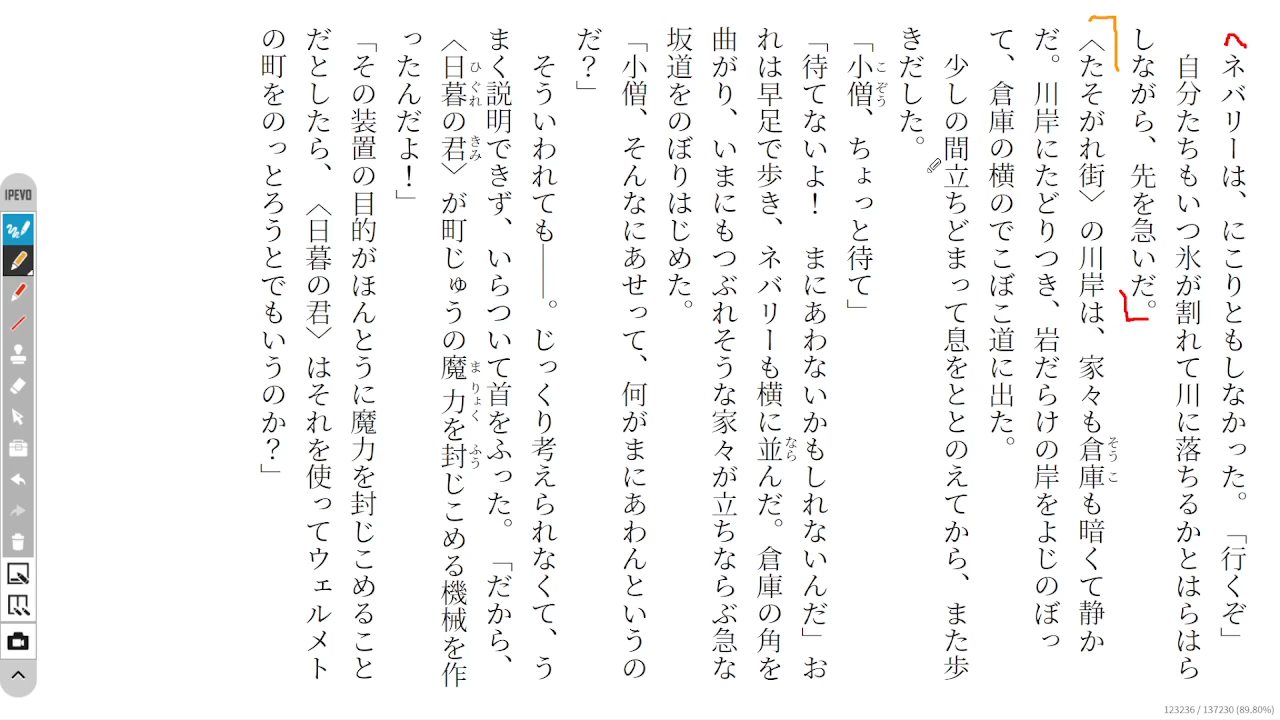 ネバリーは、にこりともしなかった。「行くぞ」
自分たちもいつ氷が割れて川に落ちるかとはらはら
しながら、先を急いだ。
〈たそがれ街〉の川岸は、家々も倉庫も暗くて静か
だ。川岸にたどりつき、岩だらけの岸をよじのぼっ
て、倉庫の横のでこぼこ道に出た。
少しの間立ちどまって息をととのえてから、また歩
きだした。
「小僧、ちょっと待て」
「待てないよ！　まにあわないかもしれないんだ」お
れは早足で歩き、ネバリーも横に並んだ。倉庫の角を
曲がり、いまにもつぶれそうな家々が立ちならぶ急な
坂道をのぼりはじめた。
「小僧、そんなにあせって、何がまにあわんというの
だ？」
そういわれても――。じっくり考えられなくて、う
まく説明できず、いらついて首をふった。「だから、
〈日暮の君〉が町じゅうの魔力を封じこめる機械を作
ったんだよ！」
「その装置の目的がほんとうに魔力を封じこめること
だとしたら、〈日暮の君〉はそれを使ってウェルメト
の町をのっとろうとでもいうのか？」
IPEVO
123236 / 137230 (89,80%)